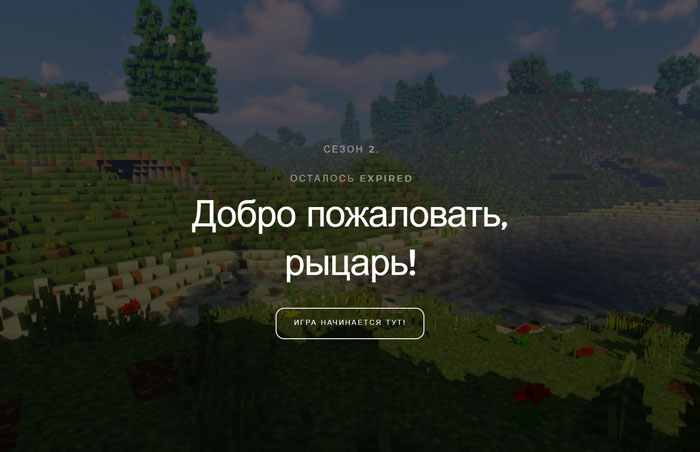 СЕЗОН 2.
ОСТАЛОСЬ EXPIRED
Добро пожаловать,
рыцарь!
ИГРА НАЧИНАЕТСЯ ТУТ!